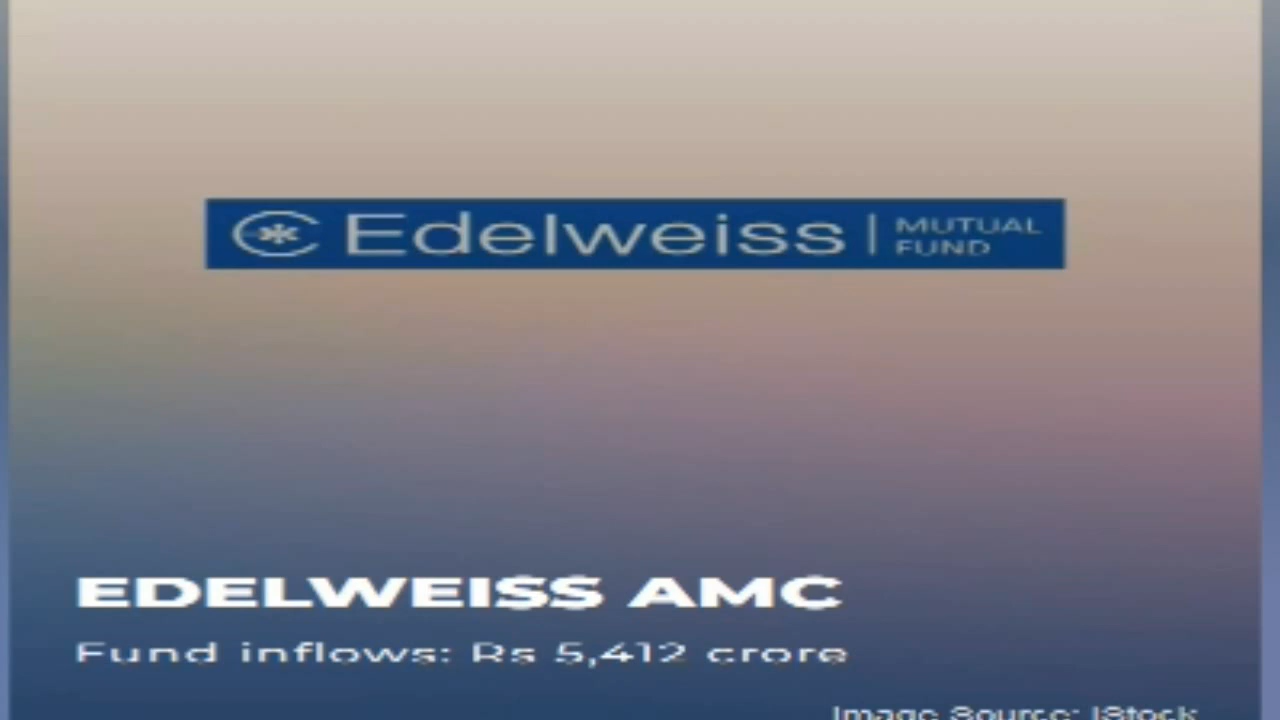 Edelweiss | MUTUAL
FUND
EDELWEISS AMC
Fund inflows: Rs 5,412 crore
Image Source: iStock